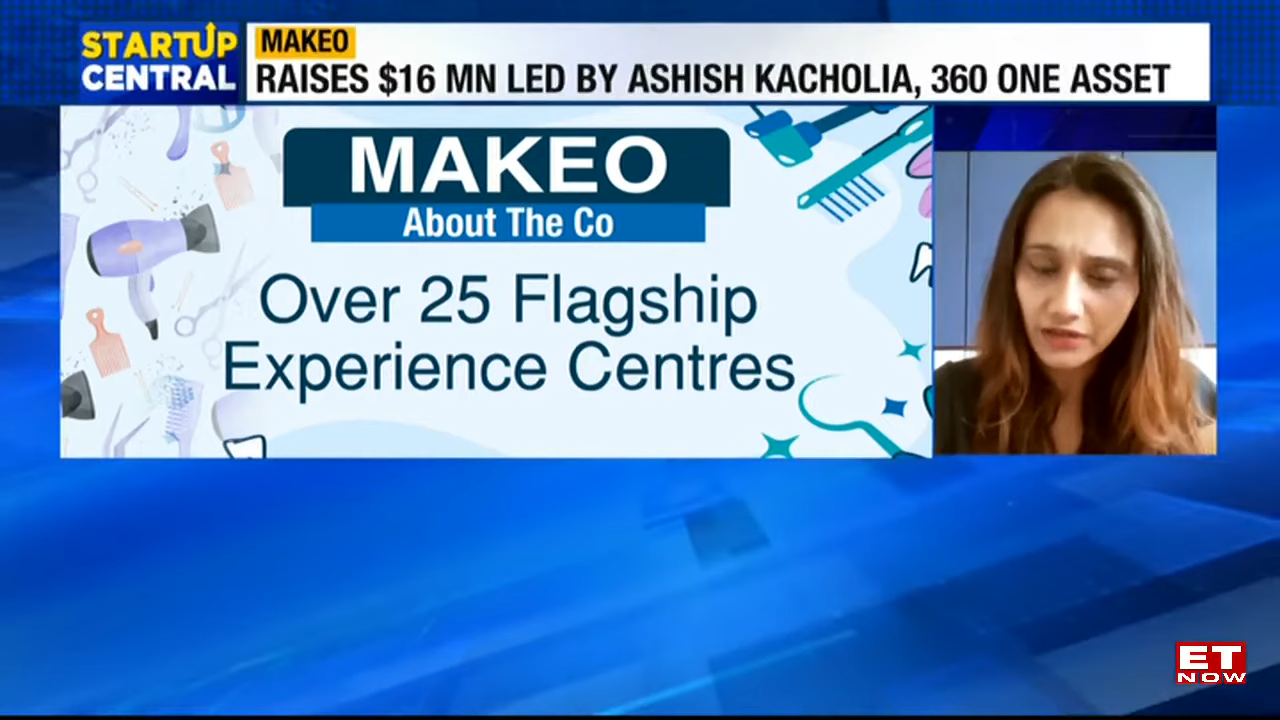 STARTUP
CENTRAL
MAKEO
RAISES $16 MN LED BY ASHISH KACHOLIA, 360 ONE ASSET
MAKEO
About The Co
Over 25 Flagship
Experience Centres
ET
NOW